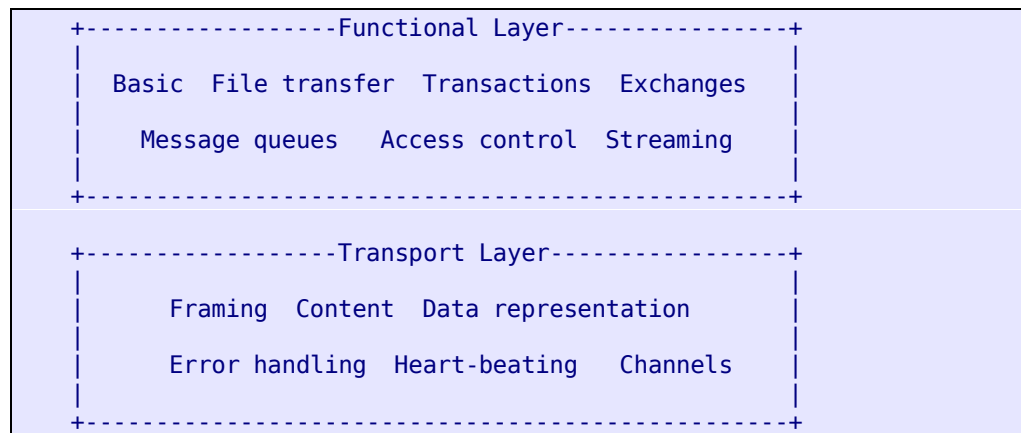 +------------------Functional Layer----------------+
|                                                  |
|  Basic  File transfer  Transactions  Exchanges   |
|                                                  |
|    Message queues   Access control  Streaming    |
|                                                  |
+--------------------------------------------------+
+------------------Transport Layer-----------------+
|                                                  |
|      Framing  Content  Data representation       |
|                                                  |
|      Error handling  Heart-beating   Channels    |
|                                                  |
+--------------------------------------------------+